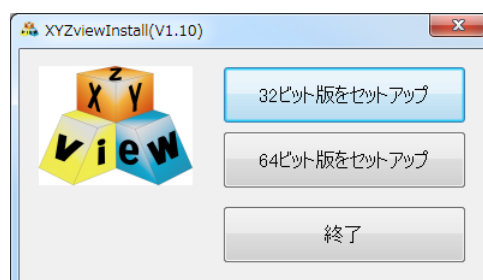 XYZviewInstall(V1.10)
Z
X Y
view
32ビット版をセットアップ
64ビット版をセットアップ
終了